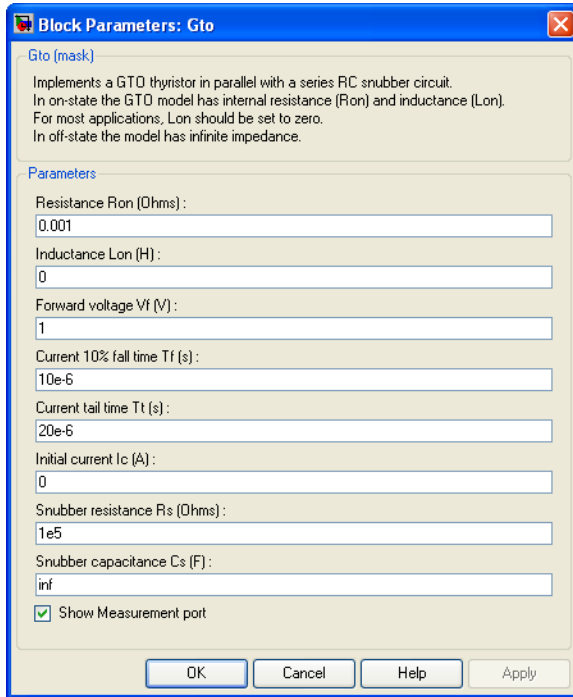 Block Parameters: Gto
Gto (mask)
Implements a GTO thyristor in parallel with a series RC snubber circuit.
In on-state the GTO model has internal resistance (Ron) and inductance (Lon).
For most applications, Lon should be set to zero.
In off-state the model has infinite impedance.
Parameters
Resistance Ron (Ohms) :
0.001
Inductance Lon (H) :
0
Forward voltage Vf (V) :
1
Current 10% fall time Tf (s) :
10e-6
Current tail time Tt (s) :
20e-6
Initial current Ic (A) :
0
Snubber resistance Rs (Ohms) :
1e5
Snubber capacitance Cs (F) :
inf
Show Measurement port
OK Cancel Help Apply